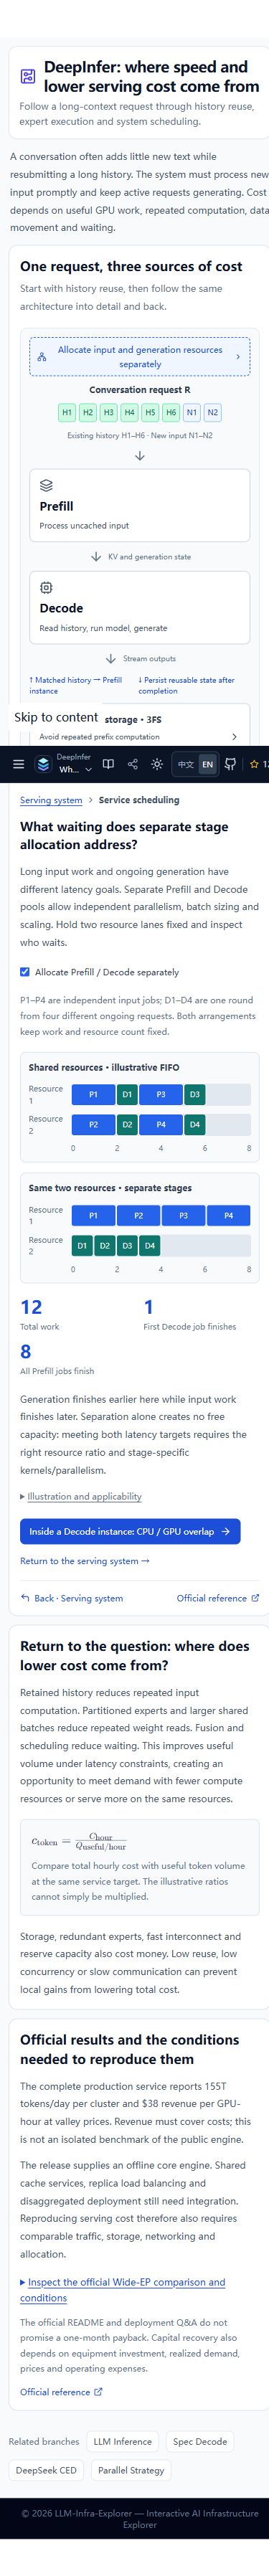 DeepInfer: where speed and
lower serving cost come from
Follow a long-context request through history reuse,
expert execution and system scheduling.
A conversation often adds little new text while
resubmitting a long history. The system must process new
input promptly and keep active requests generating. Cost
depends on useful GPU work, repeated computation, data
movement and waiting.
One request, three sources of cost
Start with history reuse, then follow the same
architecture into detail and back.
Allocate input and generation resources
separately
Conversation request R
H1 H2 H3 H4 H5 H6 N1 N2
Existing history H1–H6 · New input N1–N2
Prefill
Process uncached input
KV and generation state
Decode
Read history, run model, generate
Stream outputs
↑ Matched history → Prefill
instance
↓ Persist reusable state after
completion
Skip to content
storage • 3FS
Avoid repeated prefix computation
DeepInfer
Wh...
中文 EN
Serving system > Service scheduling
What waiting does separate stage
allocation address?
Long input work and ongoing generation have
different latency goals. Separate Prefill and Decode
pools allow independent parallelism, batch sizing and
scaling. Hold two resource lanes fixed and inspect
who waits.
Allocate Prefill / Decode separately
P1–P4 are independent input jobs; D1–D4 are one round
from four different ongoing requests. Both arrangements
keep work and resource count fixed.
Shared resources • illustrative FIFO
Resource
1
P1 D1 P3 D3
Resource
2
P2 D2 P4 D4
0 2 4 6 8
Same two resources • separate stages
Resource
1
P1 P2 P3 P4
Resource
2
D1 D2 D3 D4
0 2 4 6 8
12
Total work
1
First Decode job finishes
8
All Prefill jobs finish
Generation finishes earlier here while input work
finishes later. Separation alone creates no free
capacity: meeting both latency targets requires the
right resource ratio and stage-specific
kernels/parallelism.
▸ Illustration and applicability
Inside a Decode instance: CPU / GPU overlap →
Return to the serving system →
Back · Serving system
Official reference
Return to the question: where does
lower cost come from?
Retained history reduces repeated input
computation. Partitioned experts and larger shared
batches reduce repeated weight reads. Fusion and
scheduling reduce waiting. This improves useful
volume under latency constraints, creating an
opportunity to meet demand with fewer compute
resources or serve more on the same resources.
c_token = C_hour / Q_useful/hour
Compare total hourly cost with useful token volume
at the same service target. The illustrative ratios
cannot simply be multiplied.
Storage, redundant experts, fast interconnect and
reserve capacity also cost money. Low reuse, low
concurrency or slow communication can prevent
local gains from lowering total cost.
Official results and the conditions
needed to reproduce them
The complete production service reports 155T
tokens/day per cluster and $38 revenue per GPU-
hour at valley prices. Revenue must cover costs; this
is not an isolated benchmark of the public engine.
The release supplies an offline core engine. Shared
cache services, replica load balancing and
disaggregated deployment still need integration.
Reproducing serving cost therefore also requires
comparable traffic, storage, networking and
allocation.
▸ Inspect the official Wide-EP comparison and
conditions
The official README and deployment Q&A do not
promise a one-month payback. Capital recovery also
depends on equipment investment, realized demand,
prices and operating expenses.
Official reference
Related branches
LLM Inference
Spec Decode
DeepSeek CED
Parallel Strategy
© 2026 LLM-Infra-Explorer — Interactive AI Infrastructure
Explorer